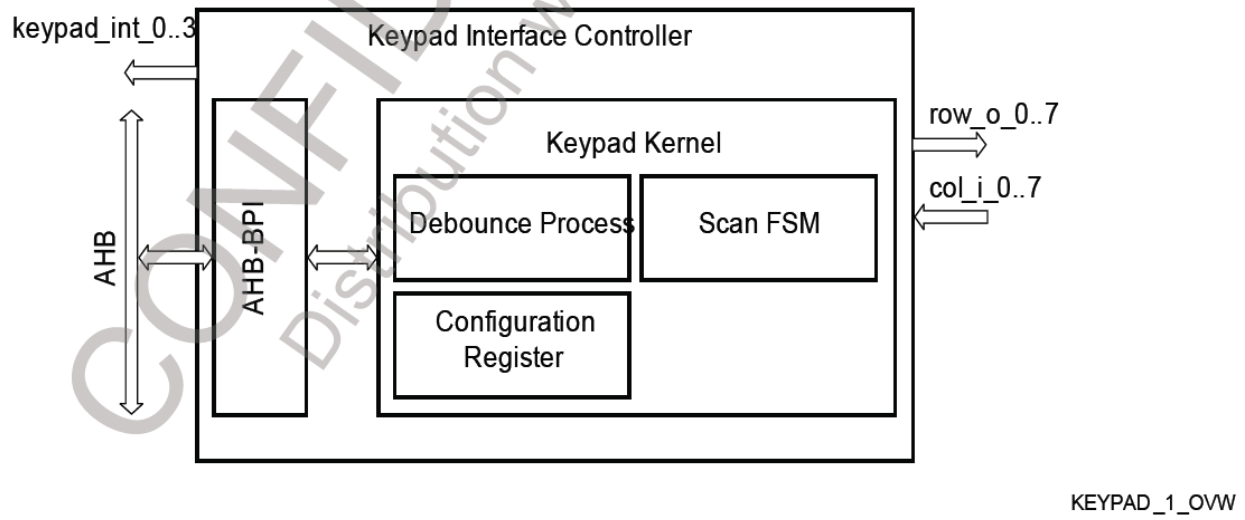 keypad_int_0..3
Keypad Interface Controller
row_o_0..7
Keypad Kernel
col_i_0..7
Debounce Process
Scan FSM
AHB
AHB-BPI
Configuration
Register
KEYPAD_1_OVW
Distribution